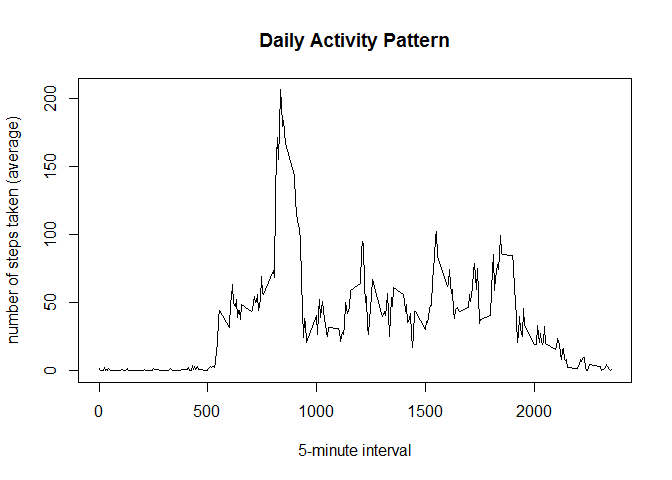 Daily Activity Pattern
number of steps taken (average)
200
150
100
50
0
0 500 1000 1500 2000
5-minute interval